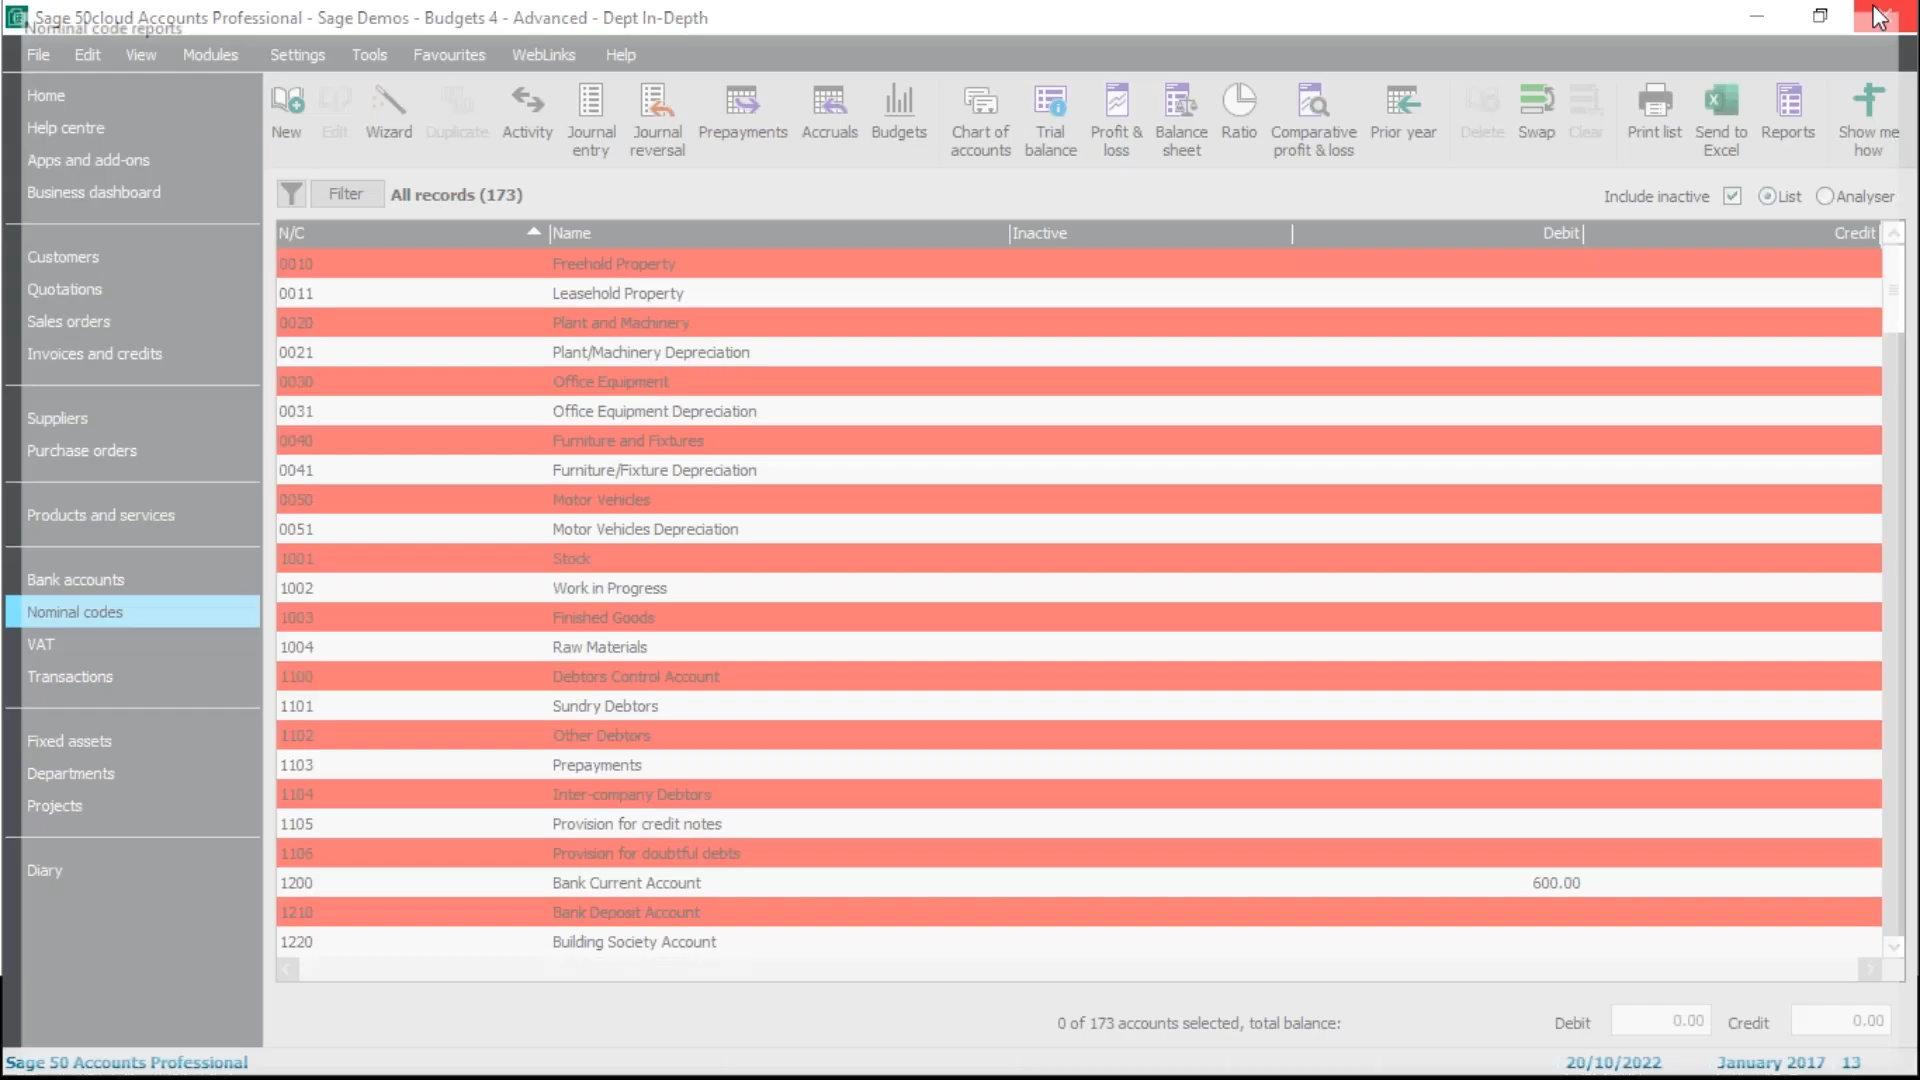 Sage 50cloud Accounts Professional - Sage Demos - Budgets 4 - Advanced - Dept In-Depth
Nominal code reports
File Edit View Modules Settings Tools Favourites WebLinks Help
Home
Help centre
Apps and add-ons
Business dashboard
Customers
Quotations
Sales orders
Invoices and credits
Suppliers
Purchase orders
Products and services
Bank accounts
Nominal codes
VAT
Transactions
Fixed assets
Departments
Projects
Diary
New Edit Wizard Duplicate Activity Journal entry Journal reversal Prepayments Accruals Budgets Chart of accounts Trial balance Profit & loss Balance sheet Ratio Comparative profit & loss Prior year Delete Swap Clear Print list Send to Excel Reports Show me how
Filter All records (173) Include inactive List Analyser
N/C Name Inactive Debit Credit
0010 Freehold Property
0011 Leasehold Property
0020 Plant and Machinery
0021 Plant/Machinery Depreciation
0030 Office Equipment
0031 Office Equipment Depreciation
0040 Furniture and Fixtures
0041 Furniture/Fixture Depreciation
0050 Motor Vehicles
0051 Motor Vehicles Depreciation
1001 Stock
1002 Work in Progress
1003 Finished Goods
1004 Raw Materials
1100 Debtors Control Account
1101 Sundry Debtors
1102 Other Debtors
1103 Prepayments
1104 Inter-company Debtors
1105 Provision for credit notes
1106 Provision for doubtful debts
1200 Bank Current Account 600.00
1210 Bank Deposit Account
1220 Building Society Account
0 of 173 accounts selected, total balance: Debit 0.00 Credit 0.00
Sage 50 Accounts Professional 20/10/2022 January 2017 13